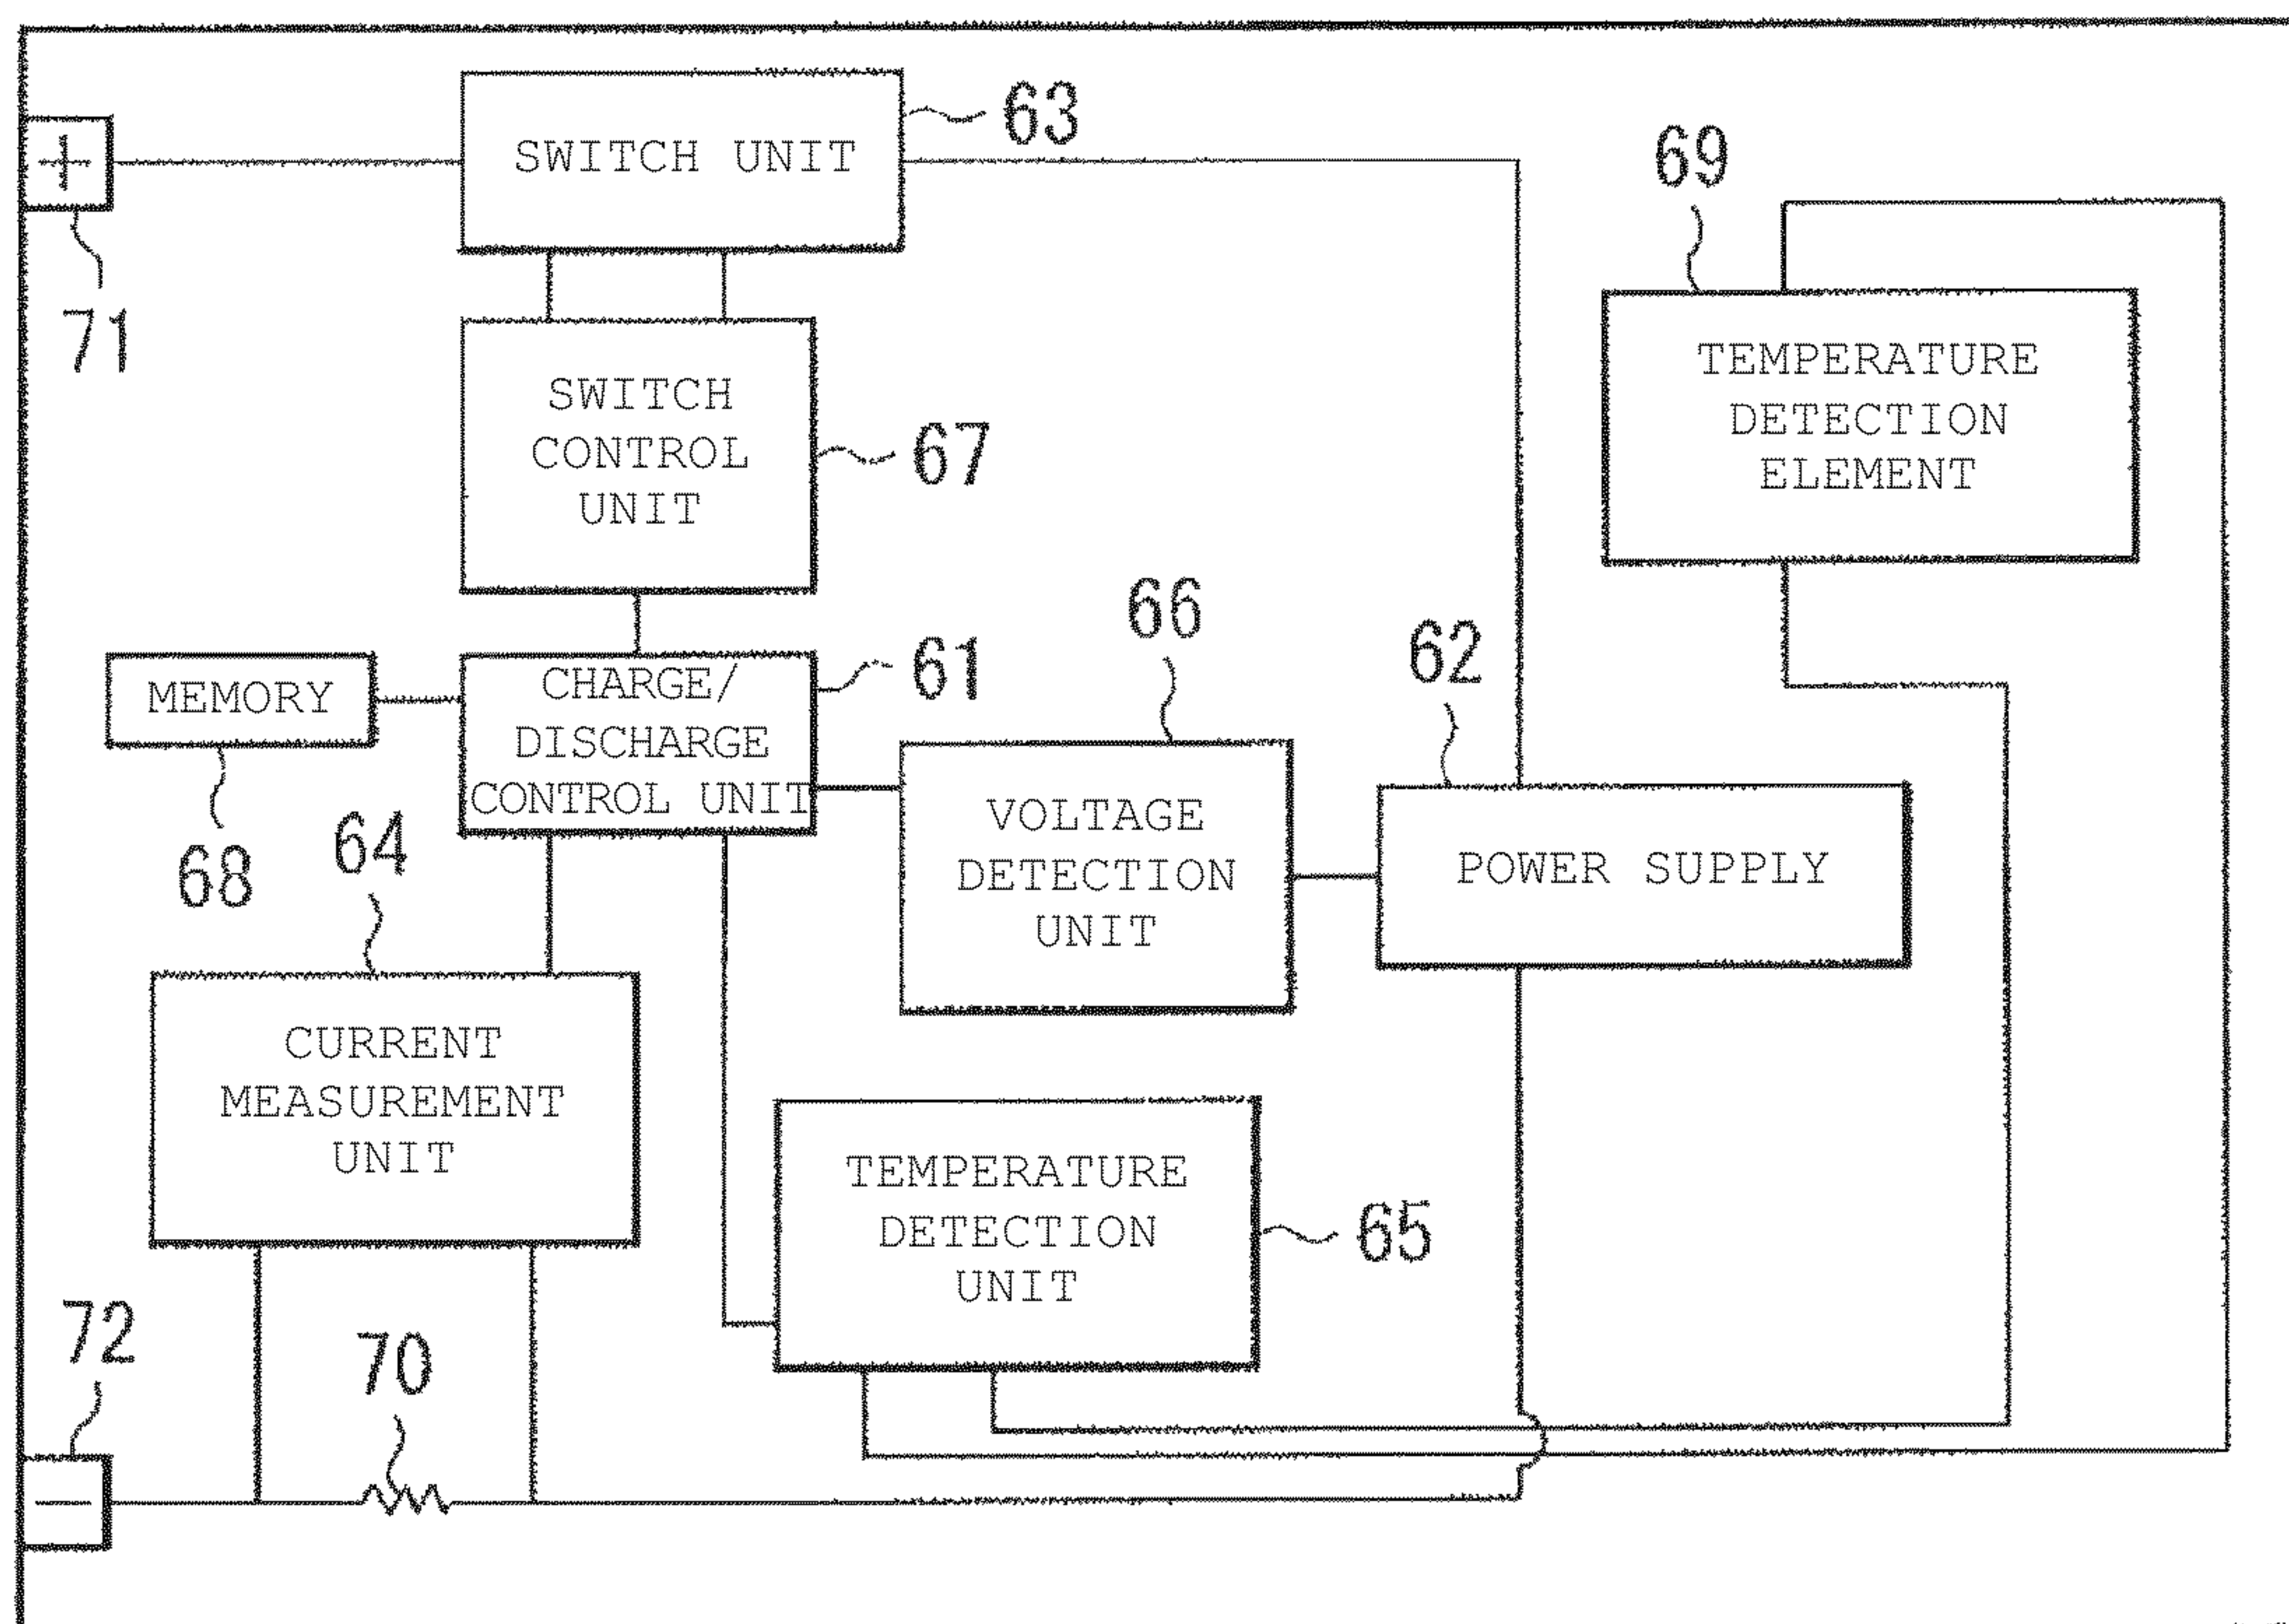 63
SWITCH UNIT
+
71
69
TEMPERATURE
DETECTION
ELEMENT
SWITCH
CONTROL
UNIT
67
66
62
61
MEMORY
68
CHARGE/
DISCHARGE
CONTROL UNIT
64
VOLTAGE
DETECTION
UNIT
POWER SUPPLY
CURRENT
MEASUREMENT
UNIT
TEMPERATURE
DETECTION
UNIT
65
72
70
−